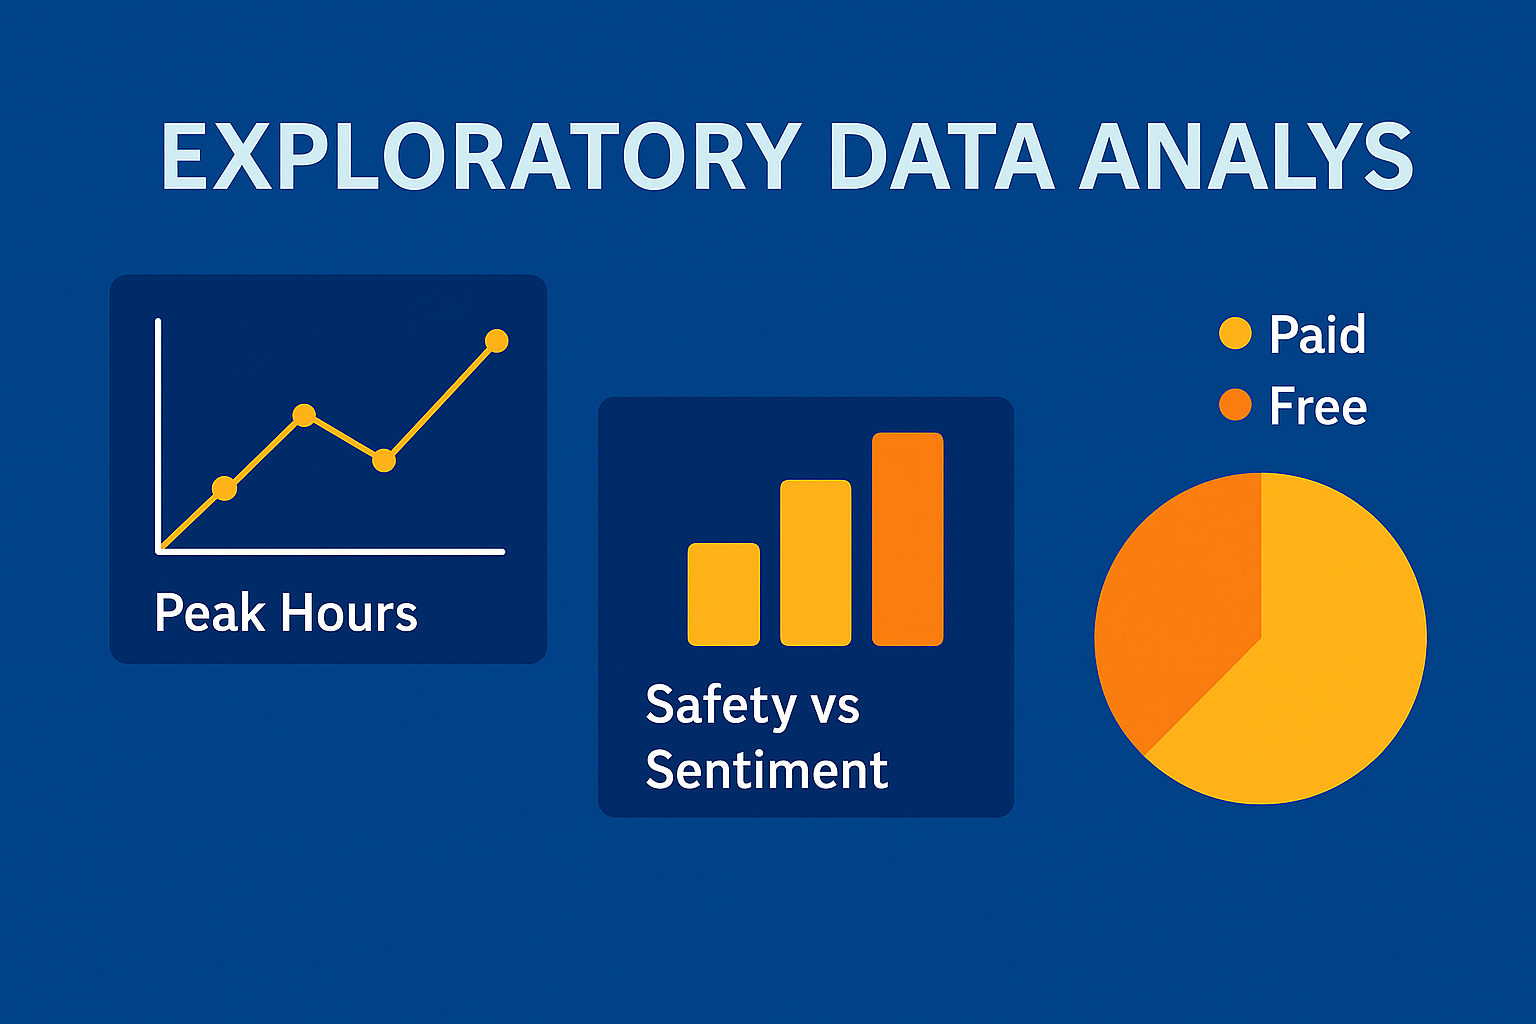 EXPLORATORY DATA ANALYS
Peak Hours
Safety vs
Sentiment
Paid
Free